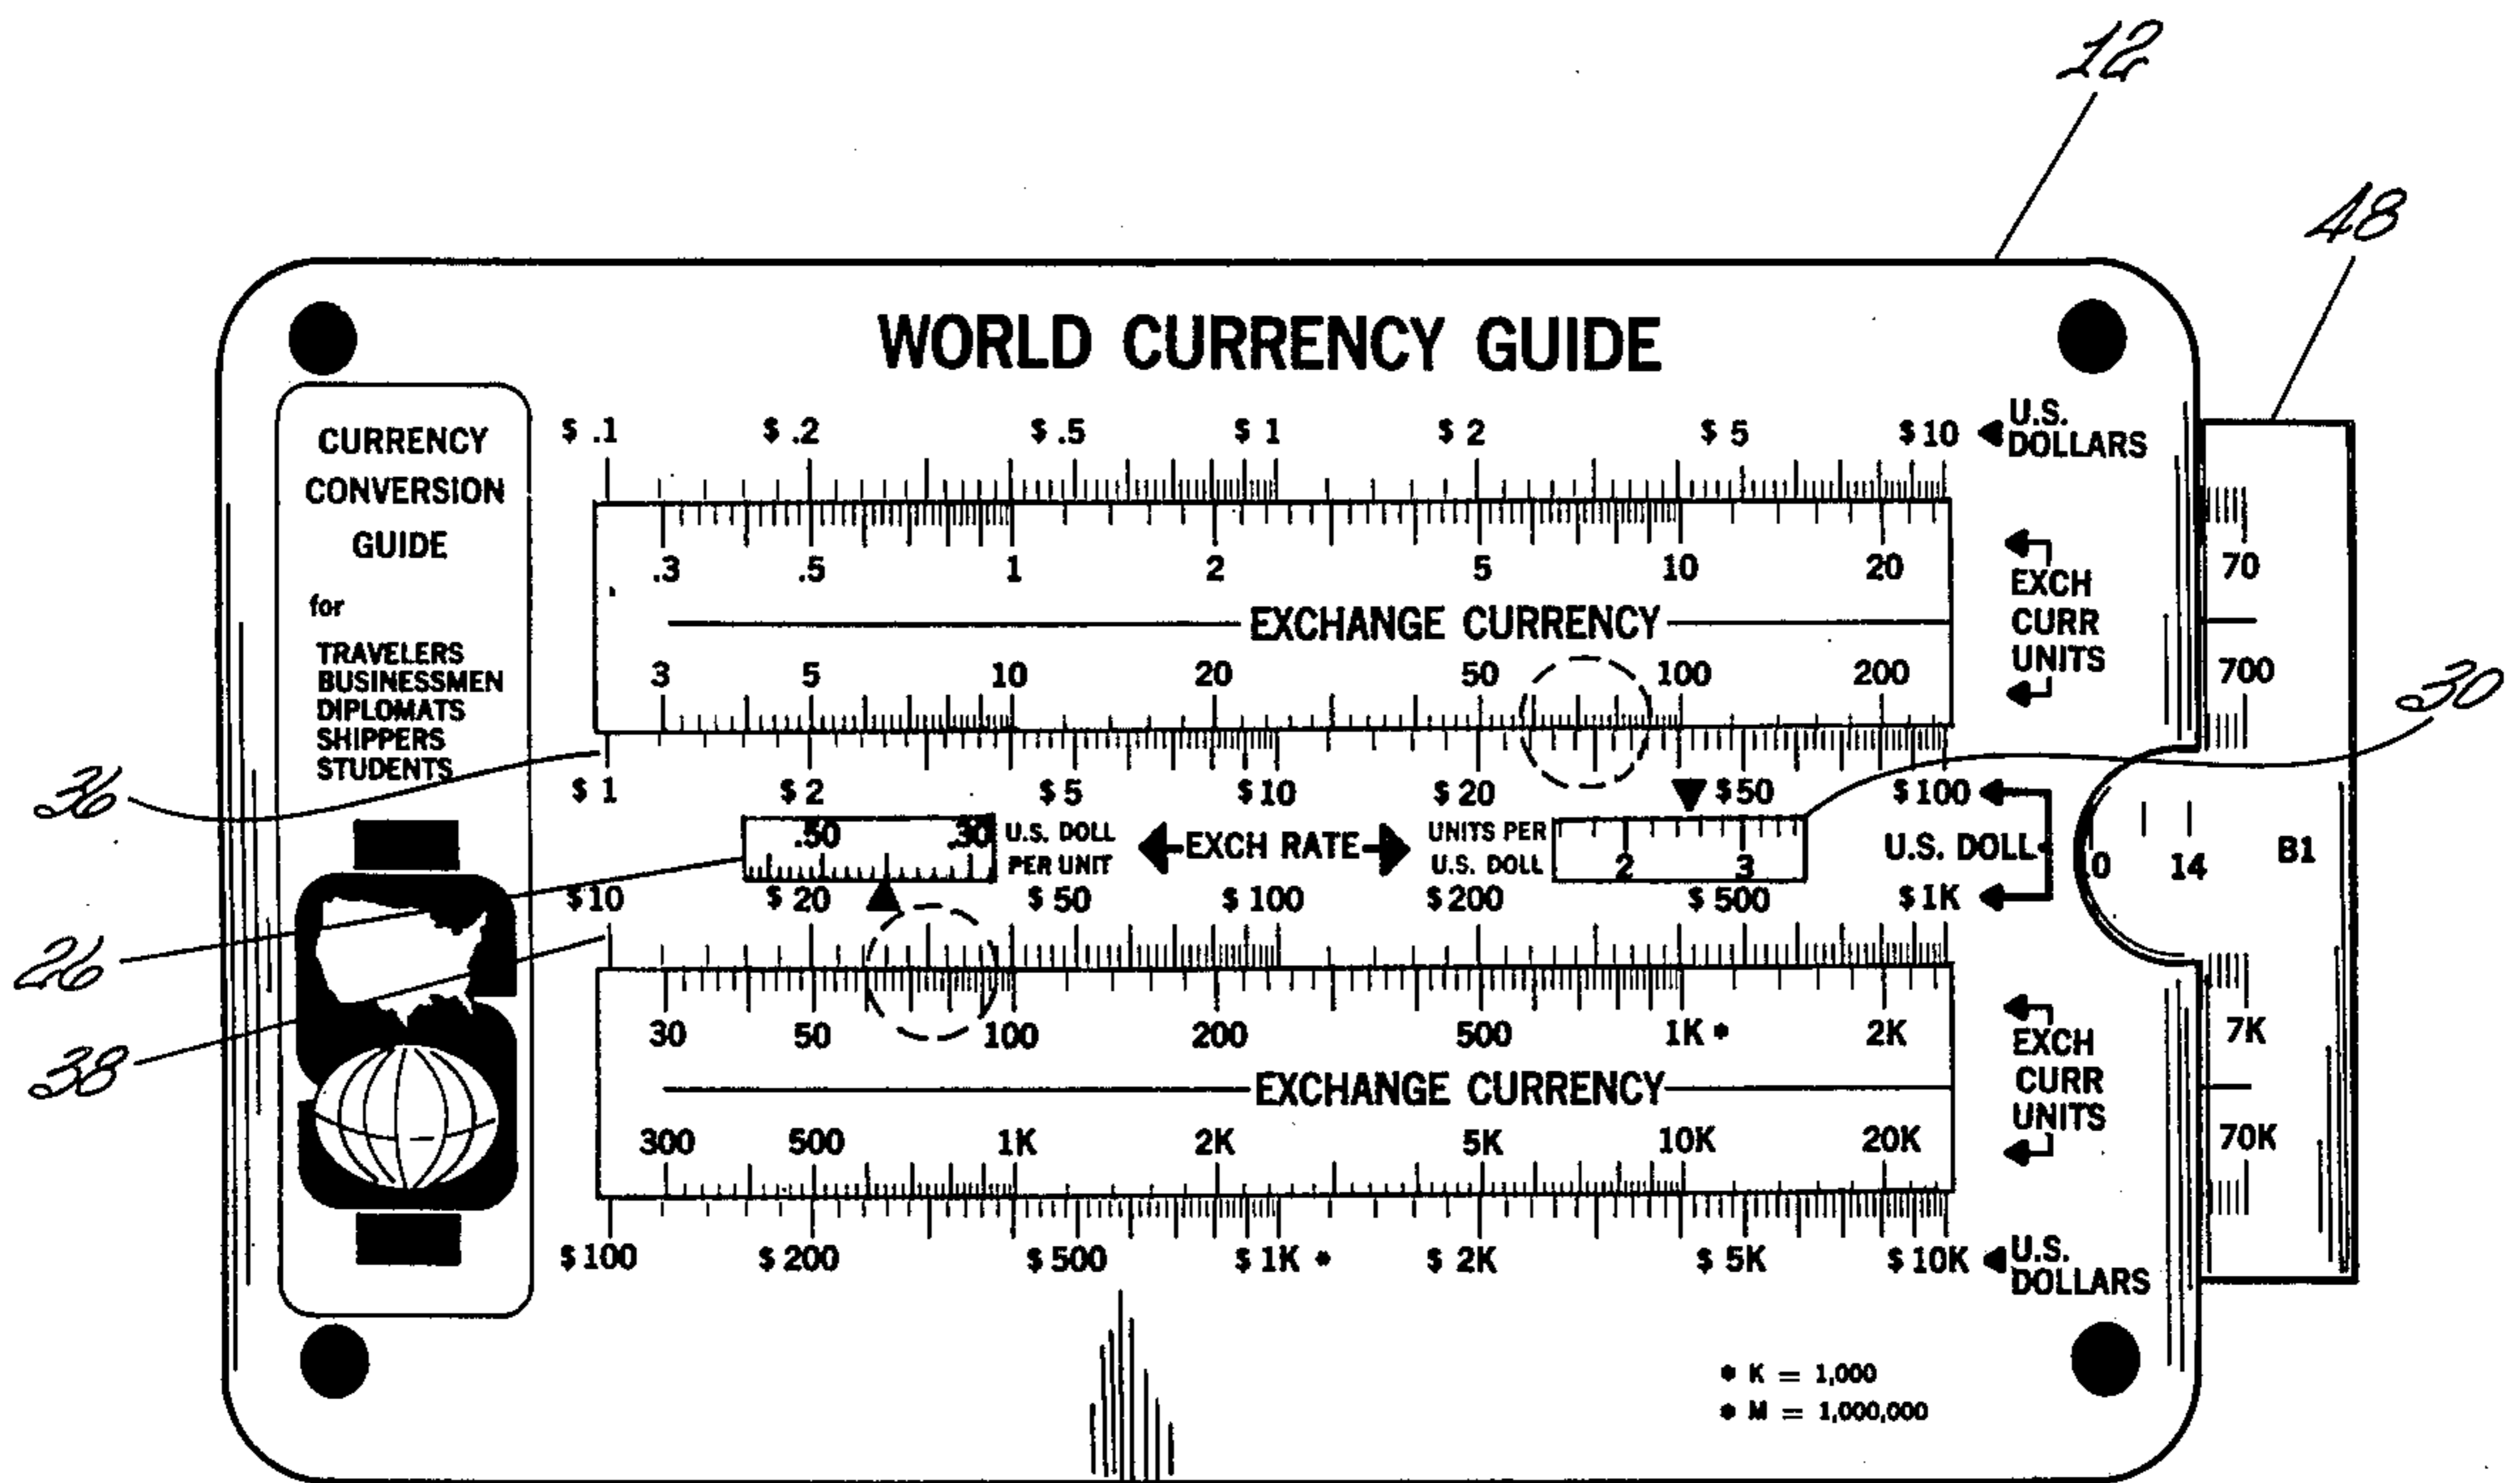 12
48
WORLD CURRENCY GUIDE
CURRENCY
CONVERSION
GUIDE
for
TRAVELERS
BUSINESSMEN
DIPLOMATS
SHIPPERS
STUDENTS
$ .1 $ .2 $ .5 $ 1 $ 2 $ 5 $10 U.S. DOLLARS
.3 .5 1 2 5 10 20
EXCHANGE CURRENCY
3 5 10 20 50 100 200
EXCH
CURR
UNITS
70
700
30
36
$ 1 $ 2 $ 5 $10 $ 20 $50 $100
.50 .30 U.S. DOLL PER UNIT EXCH RATE UNITS PER U.S. DOLL 2 3 U.S. DOLL
0 14 B1
26
$10 $ 20 $ 50 $ 100 $200 $ 500 $1K
38
30 50 100 200 500 1K * 2K
EXCHANGE CURRENCY
300 500 1K 2K 5K 10K 20K
EXCH
CURR
UNITS
7K
70K
$ 100 $ 200 $ 500 $ 1K * $ 2K $ 5K $ 10K U.S. DOLLARS
* K = 1,000
* M = 1,000,000